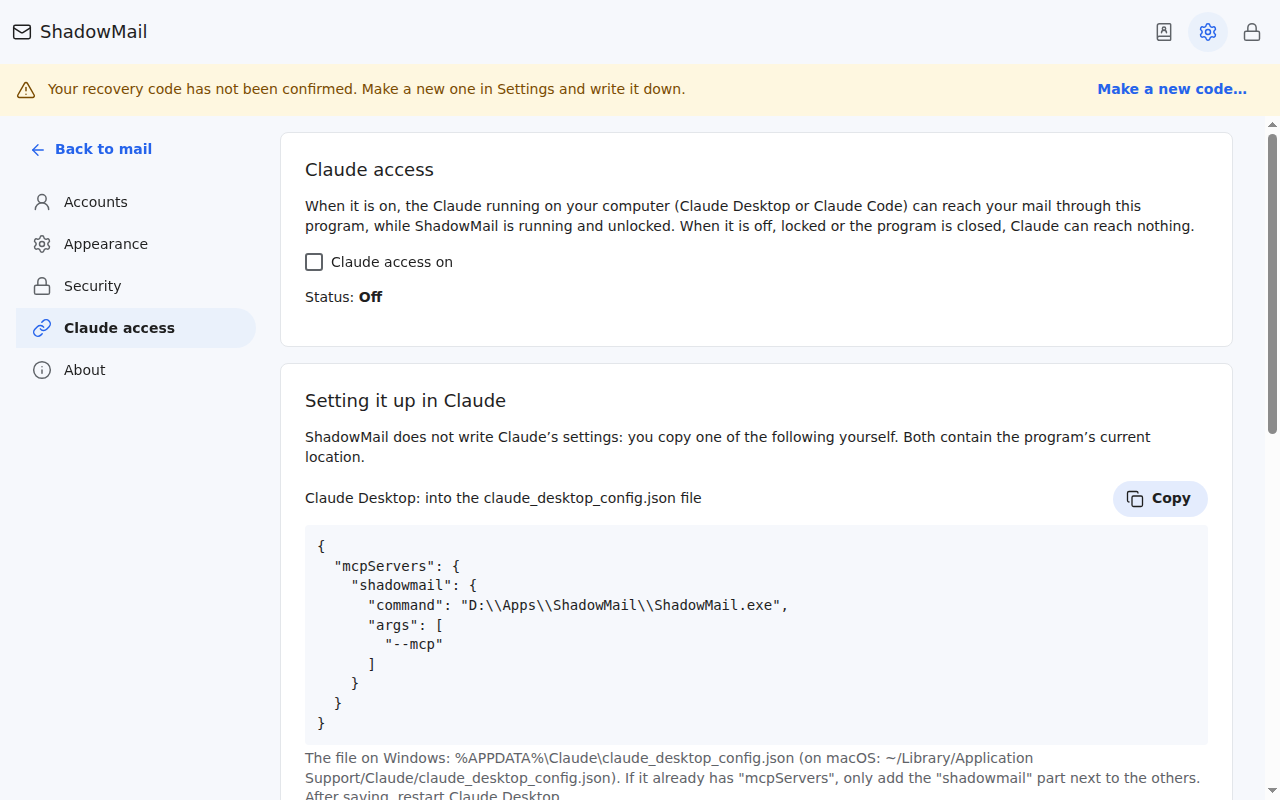 ShadowMail
Your recovery code has not been confirmed. Make a new one in Settings and write it down.
Make a new code…
Back to mail
Accounts
Appearance
Security
Claude access
About
Claude access
When it is on, the Claude running on your computer (Claude Desktop or Claude Code) can reach your mail through this
program, while ShadowMail is running and unlocked. When it is off, locked or the program is closed, Claude can reach nothing.
Claude access on
Status: Off
Setting it up in Claude
ShadowMail does not write Claude’s settings: you copy one of the following yourself. Both contain the program’s current
location.
Claude Desktop: into the claude_desktop_config.json file
Copy
{
  "mcpServers": {
    "shadowmail": {
      "command": "D:\\Apps\\ShadowMail\\ShadowMail.exe",
      "args": [
        "--mcp"
      ]
    }
  }
}
The file on Windows: %APPDATA%\Claude\claude_desktop_config.json (on macOS: ~/Library/Application
Support/Claude/claude_desktop_config.json). If it already has "mcpServers", only add the "shadowmail" part next to the others.
After saving, restart Claude Desktop.